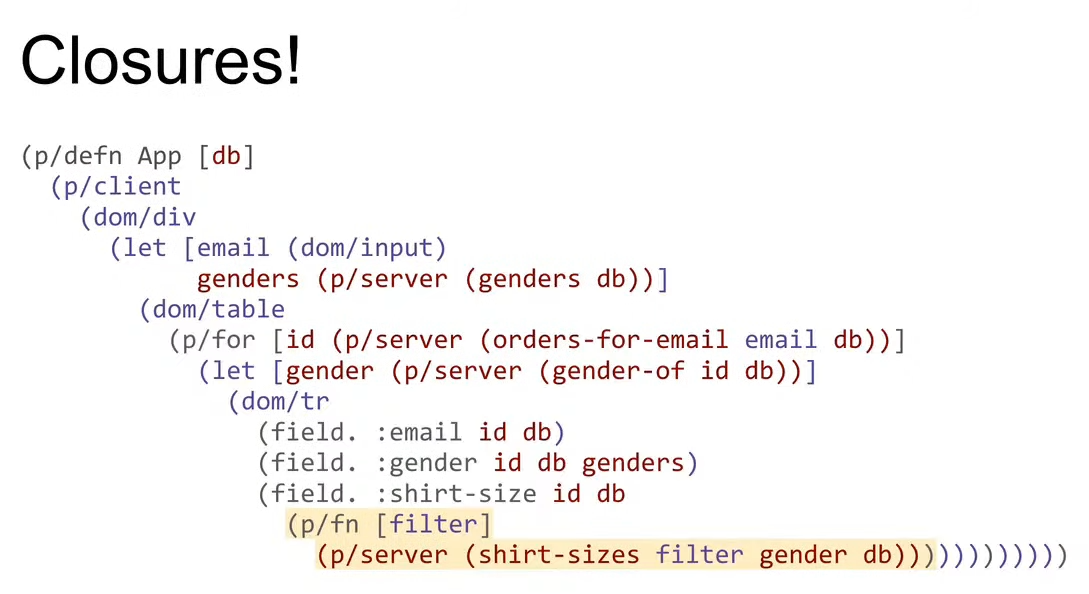 Closures!
(p/defn App [db]
(p/client
(dom/div
(let [email (dom/input)
genders (p/server (genders db))]
(dom/table
(p/for [id (p/server (orders-for-email email db))]
(let [gender (p/server (gender-of id db))]
(dom/tr
(field. :email id db)
(field. :gender id db genders)
(field. :shirt-size id db
(p/fn [filter]
(p/server (shirt-sizes filter gender db))))))))))))